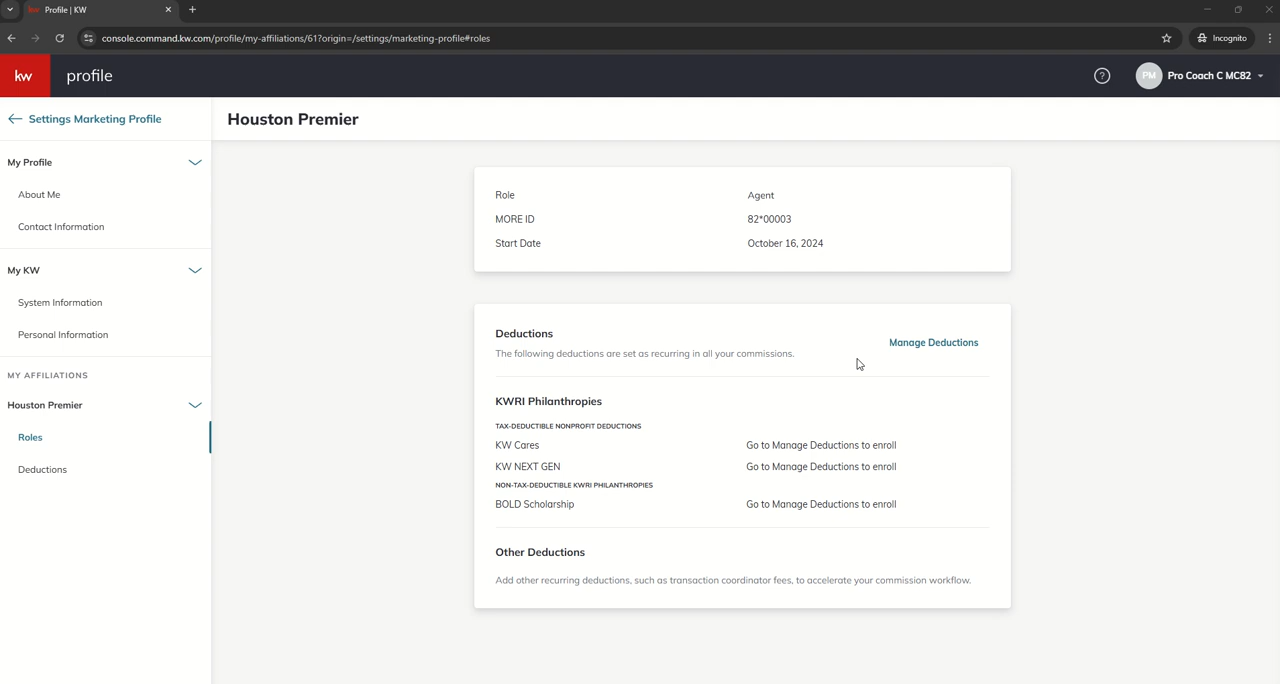 kw Profile | KW
console.command.kw.com/profile/my-affiliations/61?origin=/settings/marketing-profile#roles
Incognito
kw profile
? PM Pro Coach C MC82
Settings Marketing Profile
Houston Premier
My Profile
About Me
Contact Information
My KW
System Information
Personal Information
MY AFFILIATIONS
Houston Premier
Roles
Deductions
Role Agent
MORE ID 82*00003
Start Date October 16, 2024
Deductions
The following deductions are set as recurring in all your commissions.
Manage Deductions
KWRI Philanthropies
TAX-DEDUCTIBLE NONPROFIT DEDUCTIONS
KW Cares Go to Manage Deductions to enroll
KW NEXT GEN Go to Manage Deductions to enroll
NON-TAX-DEDUCTIBLE KWRI PHILANTHROPIES
BOLD Scholarship Go to Manage Deductions to enroll
Other Deductions
Add other recurring deductions, such as transaction coordinator fees, to accelerate your commission workflow.